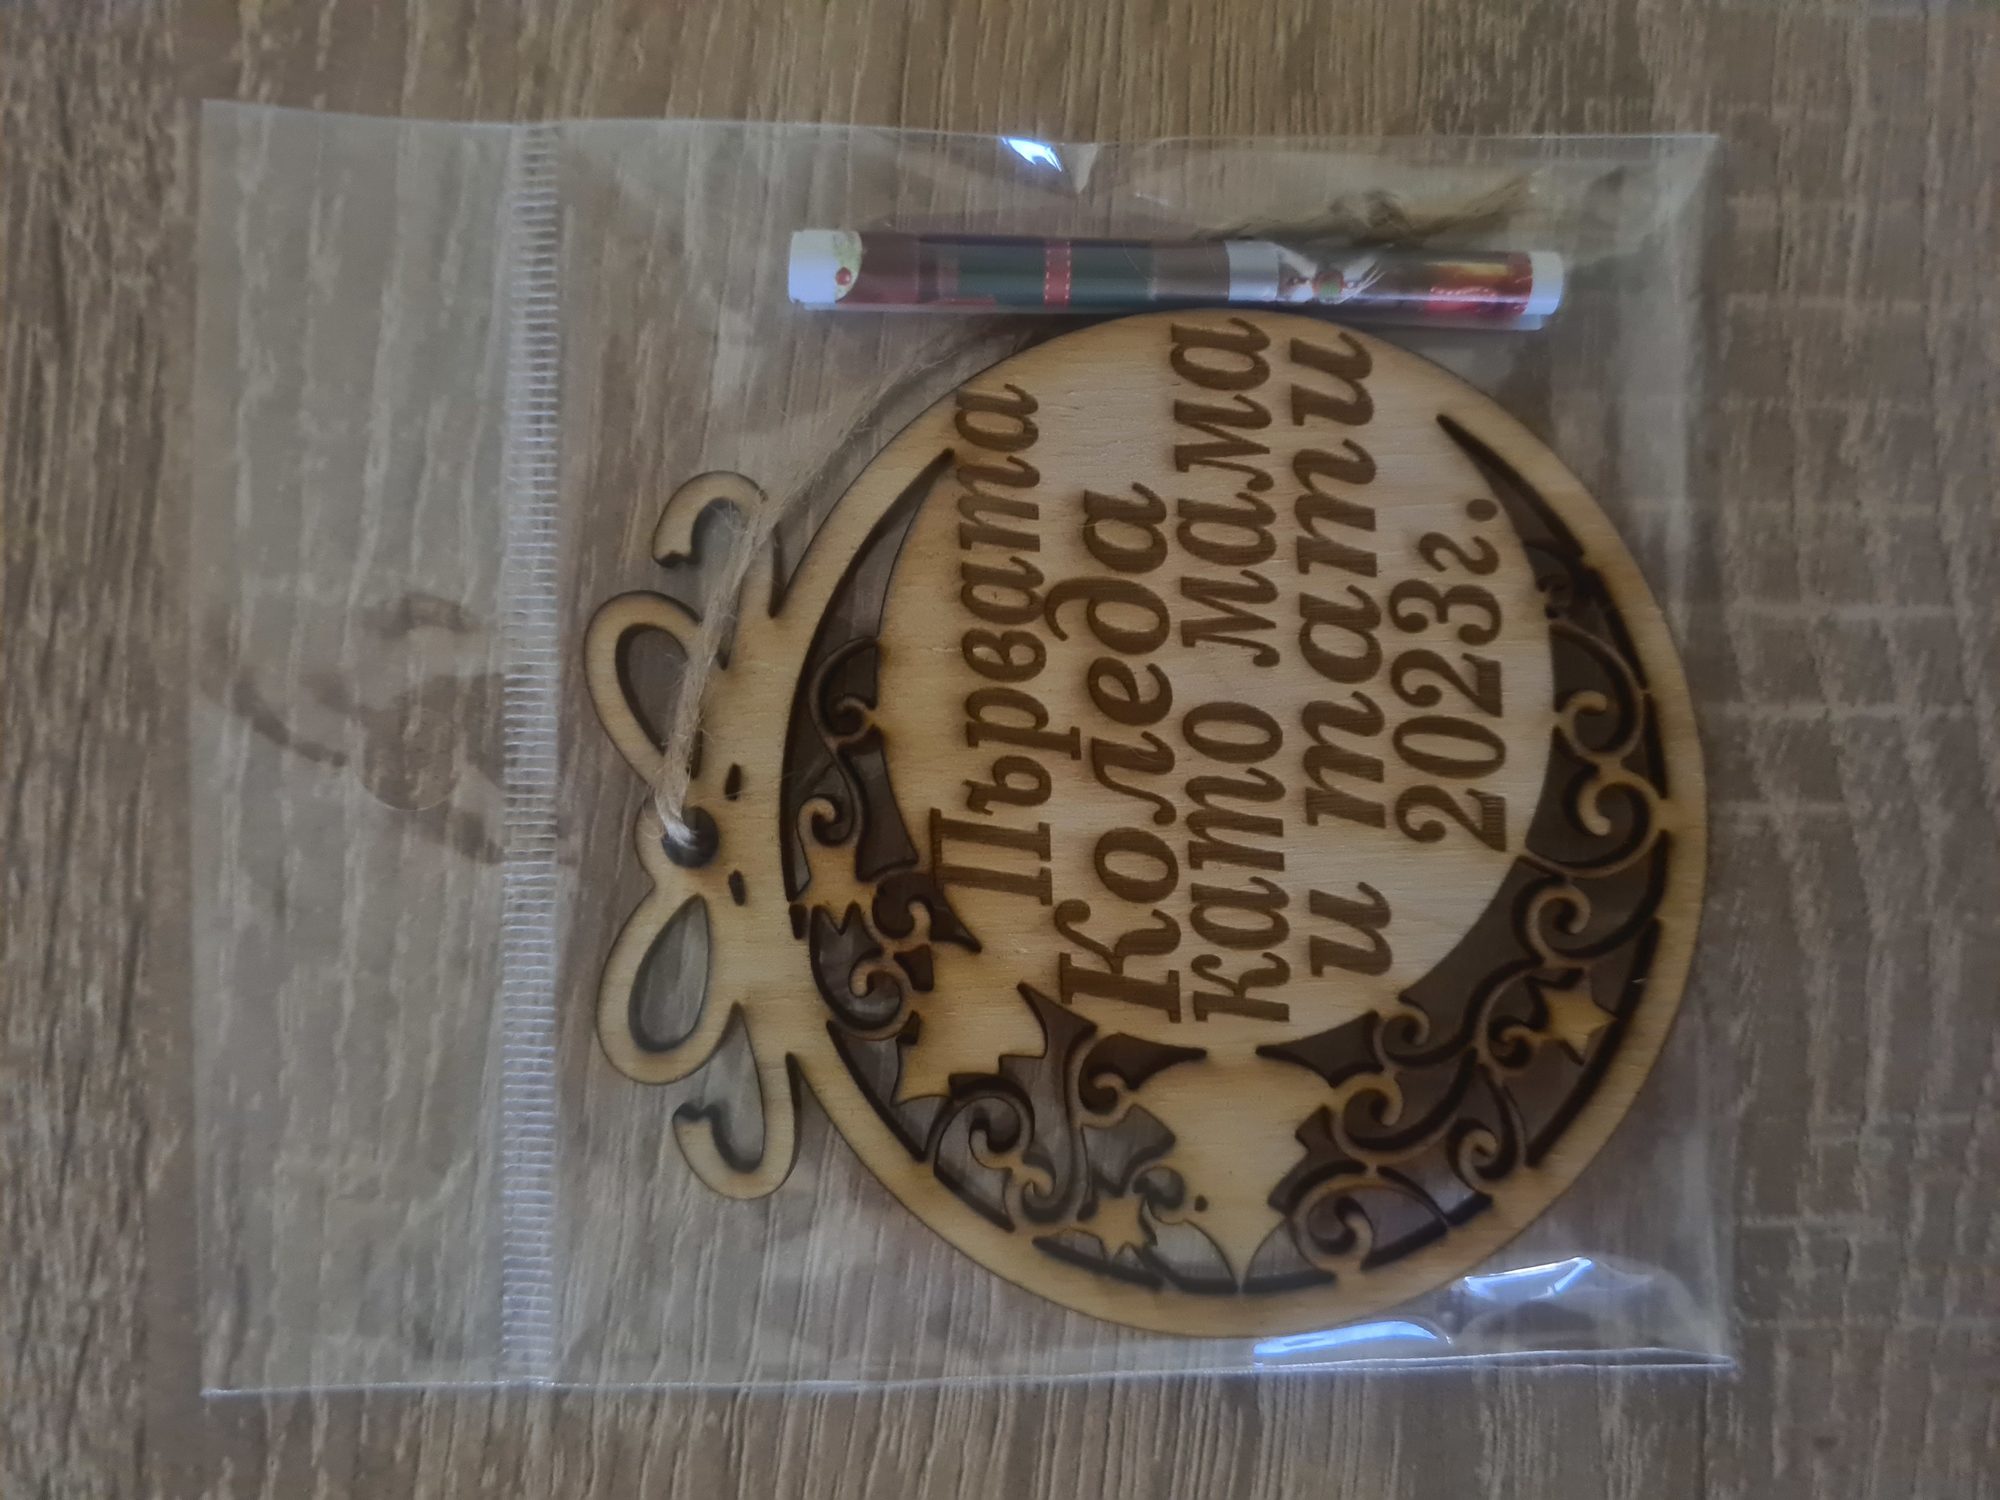 Първата
Коледа
като мама
и тати
2023г.